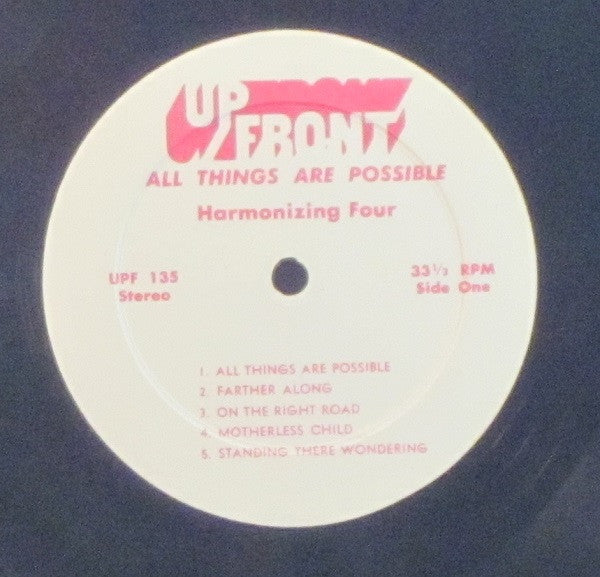 UP FRONT
ALL THINGS ARE POSSIBLE
Harmonizing Four
UPF 135
Stereo
33⅓ RPM
Side One
1. ALL THINGS ARE POSSIBLE
2. FARTHER ALONG
3. ON THE RIGHT ROAD
4. MOTHERLESS CHILD
5. STANDING THERE WONDERING